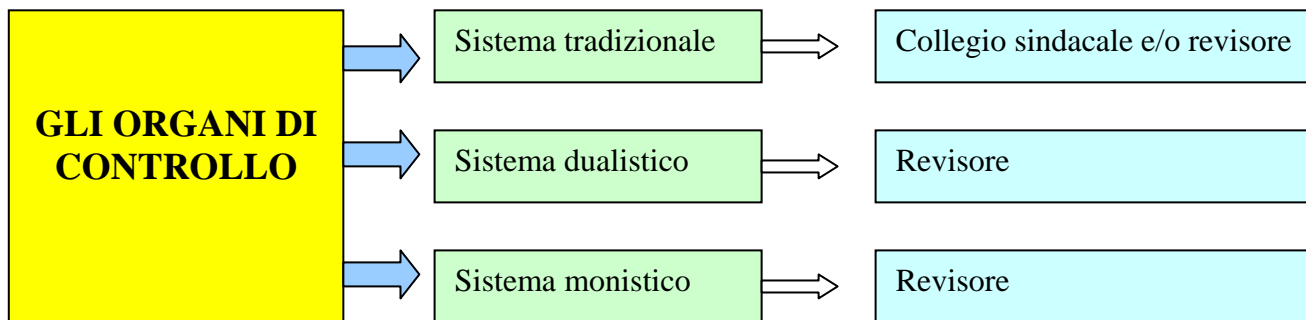 GLI ORGANI DI
CONTROLLO
Sistema tradizionale
Collegio sindacale e/o revisore
Sistema dualistico
Revisore
Sistema monistico
Revisore